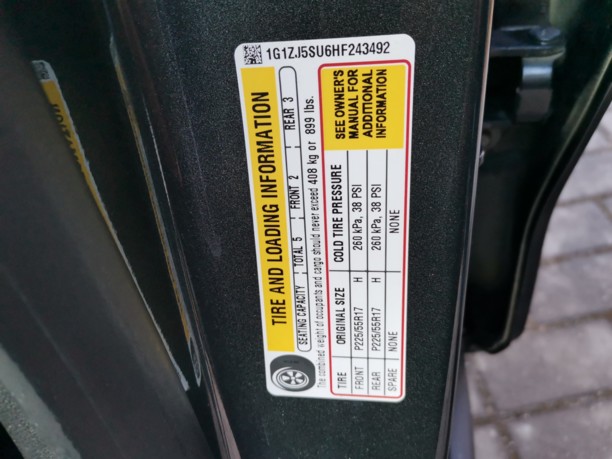 1G1ZJ5SU6HF243492
TIRE AND LOADING INFORMATION
SEATING CAPACITY TOTAL 5 FRONT 2 REAR 3
The combined weight of occupants and cargo should never exceed 408 kg or 899 lbs.
TIRE ORIGINAL SIZE COLD TIRE PRESSURE
FRONT P225/55R17 H 260 kPa, 38 PSI
REAR P225/55R17 H 260 kPa, 38 PSI
SPARE NONE NONE
SEE OWNER'S
MANUAL FOR
ADDITIONAL
INFORMATION